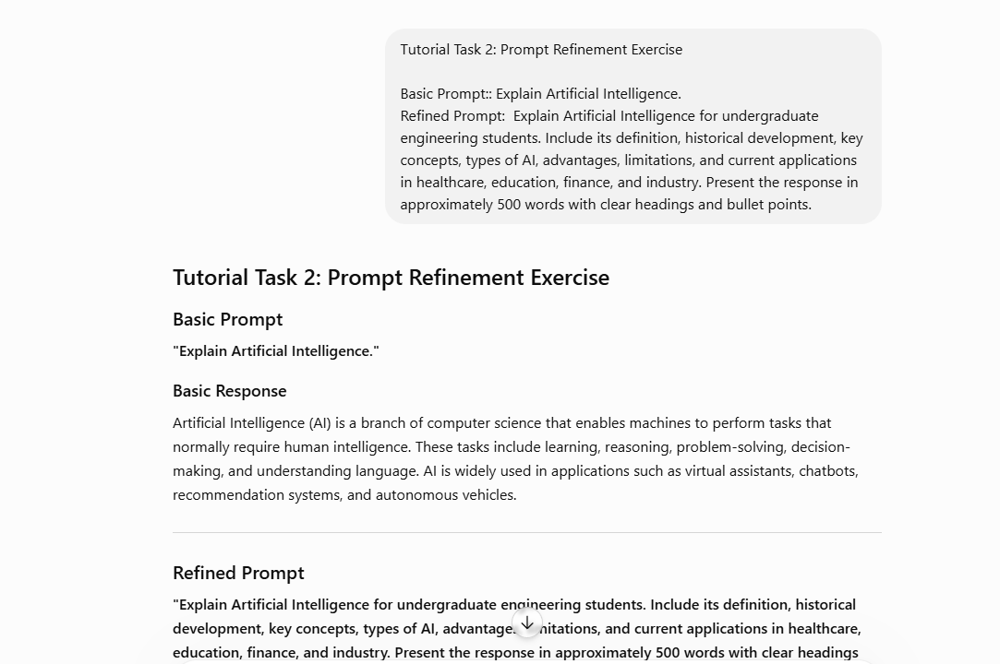 Tutorial Task 2: Prompt Refinement Exercise
Basic Prompt:: Explain Artificial Intelligence.
Refined Prompt:  Explain Artificial Intelligence for undergraduate
engineering students. Include its definition, historical development, key
concepts, types of AI, advantages, limitations, and current applications
in healthcare, education, finance, and industry. Present the response in
approximately 500 words with clear headings and bullet points.
Tutorial Task 2: Prompt Refinement Exercise
Basic Prompt
"Explain Artificial Intelligence."
Basic Response
Artificial Intelligence (AI) is a branch of computer science that enables machines to perform tasks that
normally require human intelligence. These tasks include learning, reasoning, problem-solving, decision-
making, and understanding language. AI is widely used in applications such as virtual assistants, chatbots,
recommendation systems, and autonomous vehicles.
Refined Prompt
"Explain Artificial Intelligence for undergraduate engineering students. Include its definition, historical
development, key concepts, types of AI, and current applications in healthcare,
education, finance, and industry. Present the response in approximately 500 words with clear headings